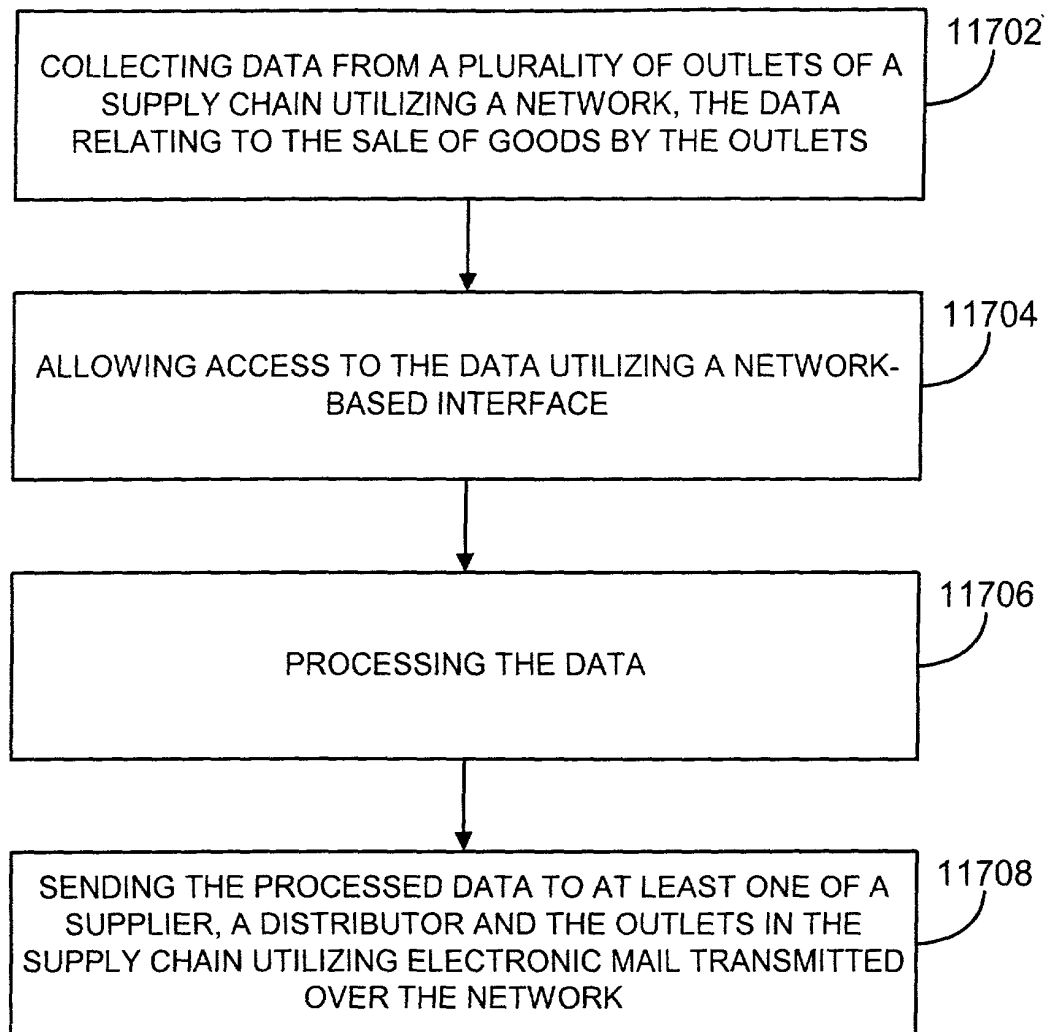 11702
COLLECTING DATA FROM A PLURALITY OF OUTLETS OF A
SUPPLY CHAIN UTILIZING A NETWORK, THE DATA
RELATING TO THE SALE OF GOODS BY THE OUTLETS
11704
ALLOWING ACCESS TO THE DATA UTILIZING A NETWORK-
BASED INTERFACE
11706
PROCESSING THE DATA
11708
SENDING THE PROCESSED DATA TO AT LEAST ONE OF A
SUPPLIER, A DISTRIBUTOR AND THE OUTLETS IN THE
SUPPLY CHAIN UTILIZING ELECTRONIC MAIL TRANSMITTED
OVER THE NETWORK